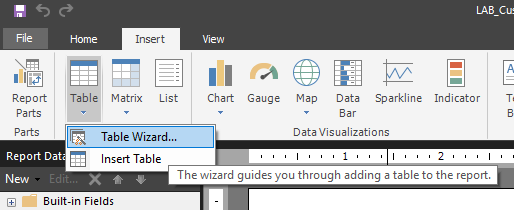 LAB_Cus
File
Home
Insert
View
Report Parts
Table
Matrix
List
Chart
Gauge
Map
Data Bar
Sparkline
Indicator
Parts
Data Visualizations
Table Wizard...
Insert Table
Report Data
The wizard guides you through adding a table to the report.
New
Edit...
Built-in Fields
1
2